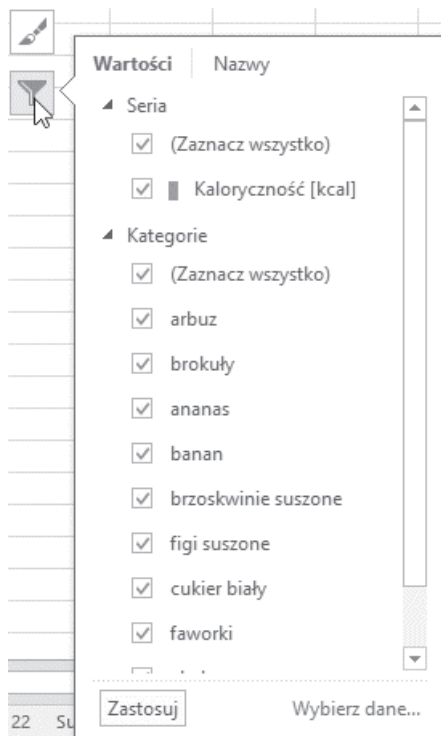 Wartości Nazwy
Seria
(Zaznacz wszystko)
Kaloryczność [kcal]
Kategorie
(Zaznacz wszystko)
arbuz
brokuły
ananas
banan
brzoskwinie suszone
figi suszone
cukier biały
faworki
Zastosuj Wybierz dane...
22